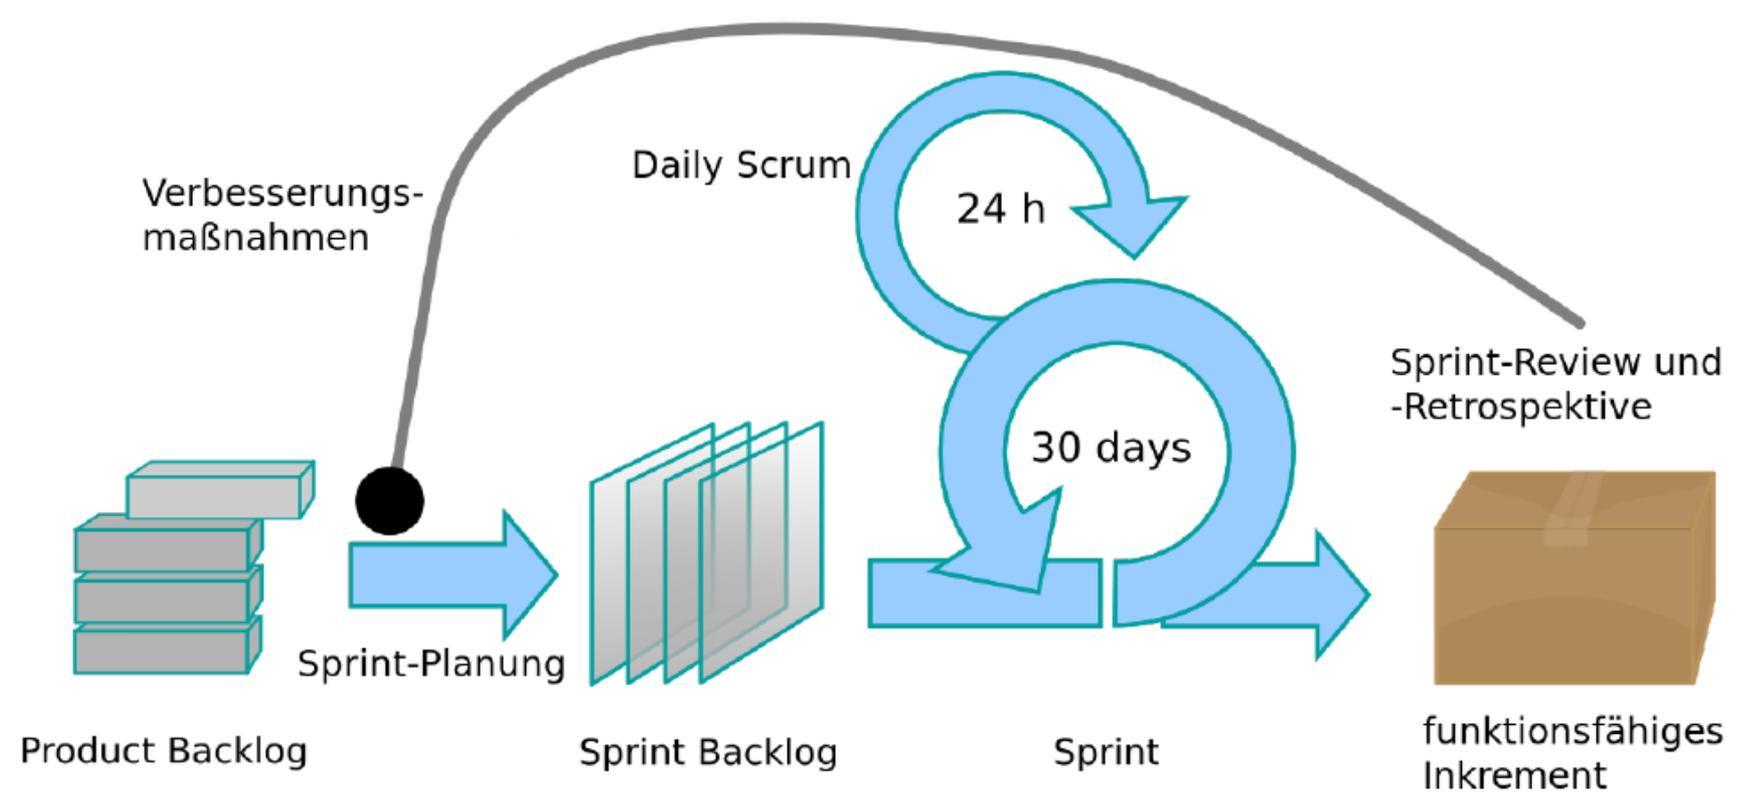 Verbesserungs-
maßnahmen
Daily Scrum
24 h
30 days
Sprint-Review und
-Retrospektive
Sprint-Planung
Product Backlog
Sprint Backlog
Sprint
funktionsfähiges
Inkrement